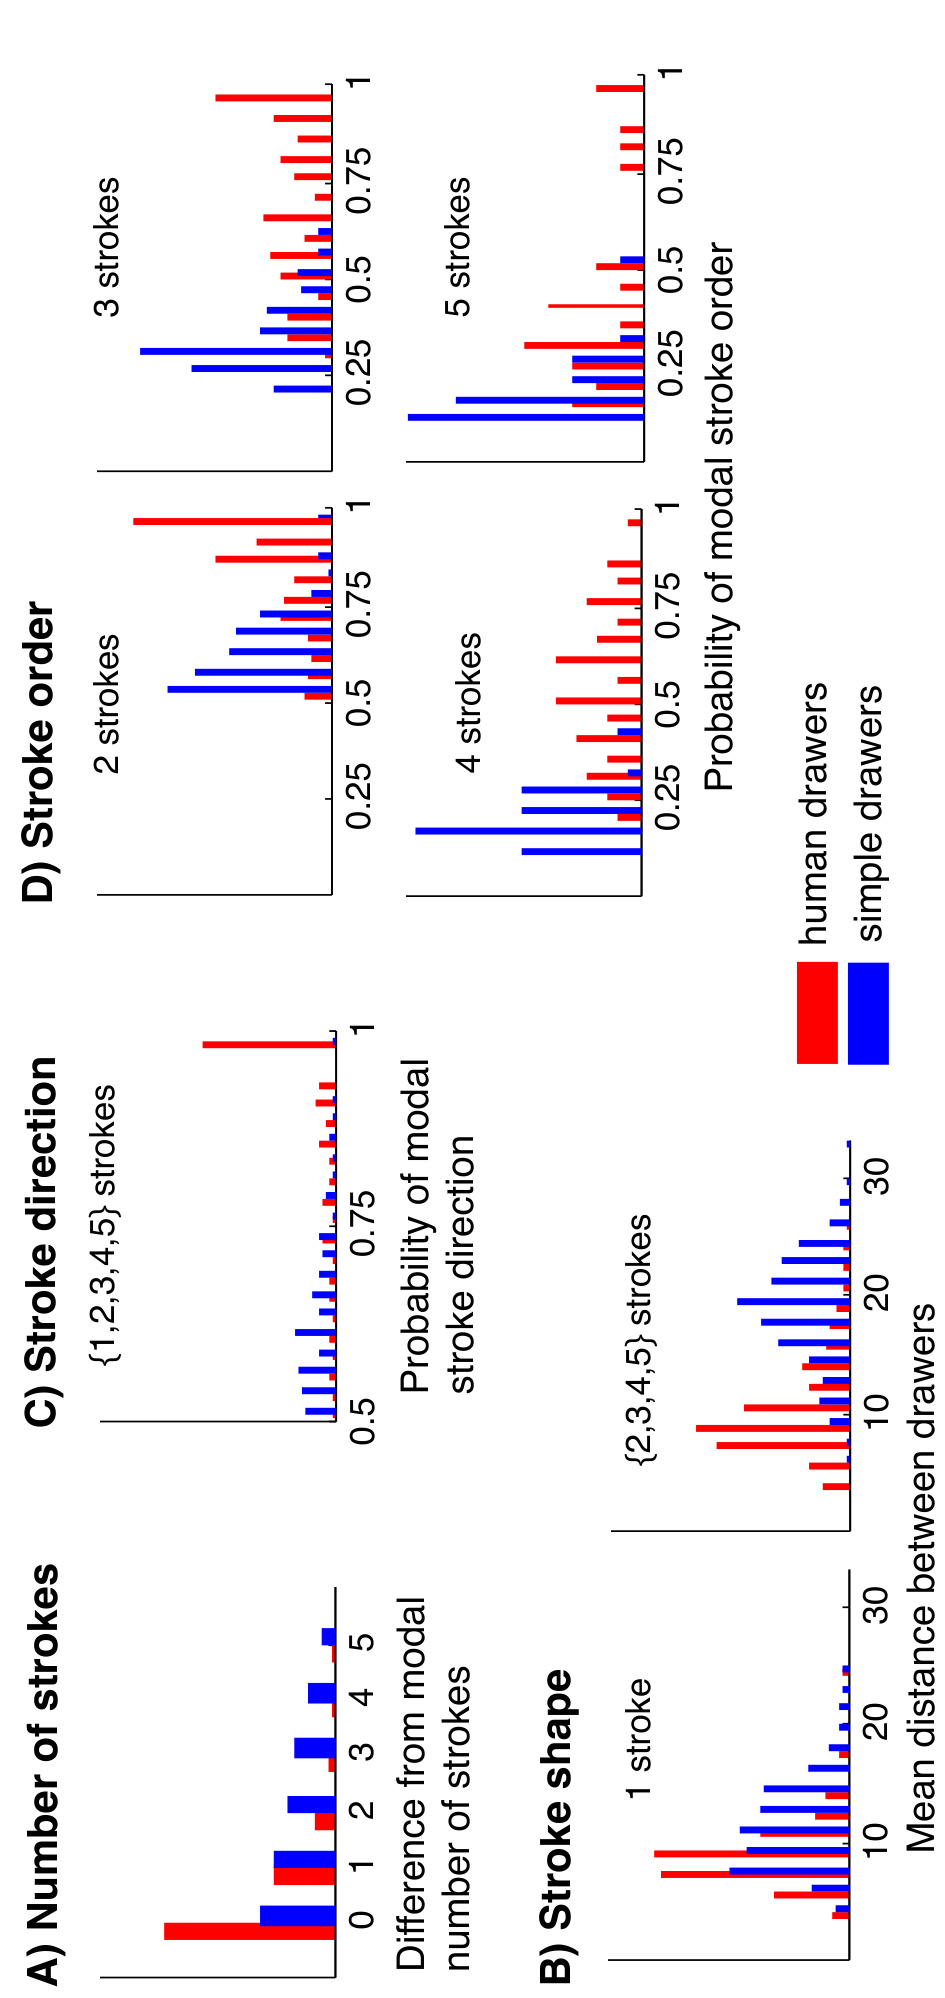 A) Number of strokes
0 1 2 3 4 5
Difference from modal
number of strokes
B) Stroke shape
1 stroke
10 20 30
{2,3,4,5} strokes
10 20 30
Mean distance between drawers
C) Stroke direction
{1,2,3,4,5} strokes
0.5 0.75 1
Probability of modal
stroke direction
D) Stroke order
2 strokes
0.25 0.5 0.75 1
3 strokes
0.25 0.5 0.75 1
4 strokes
0.25 0.5 0.75 1
5 strokes
0.25 0.5 0.75 1
Probability of modal stroke order
human drawers
simple drawers